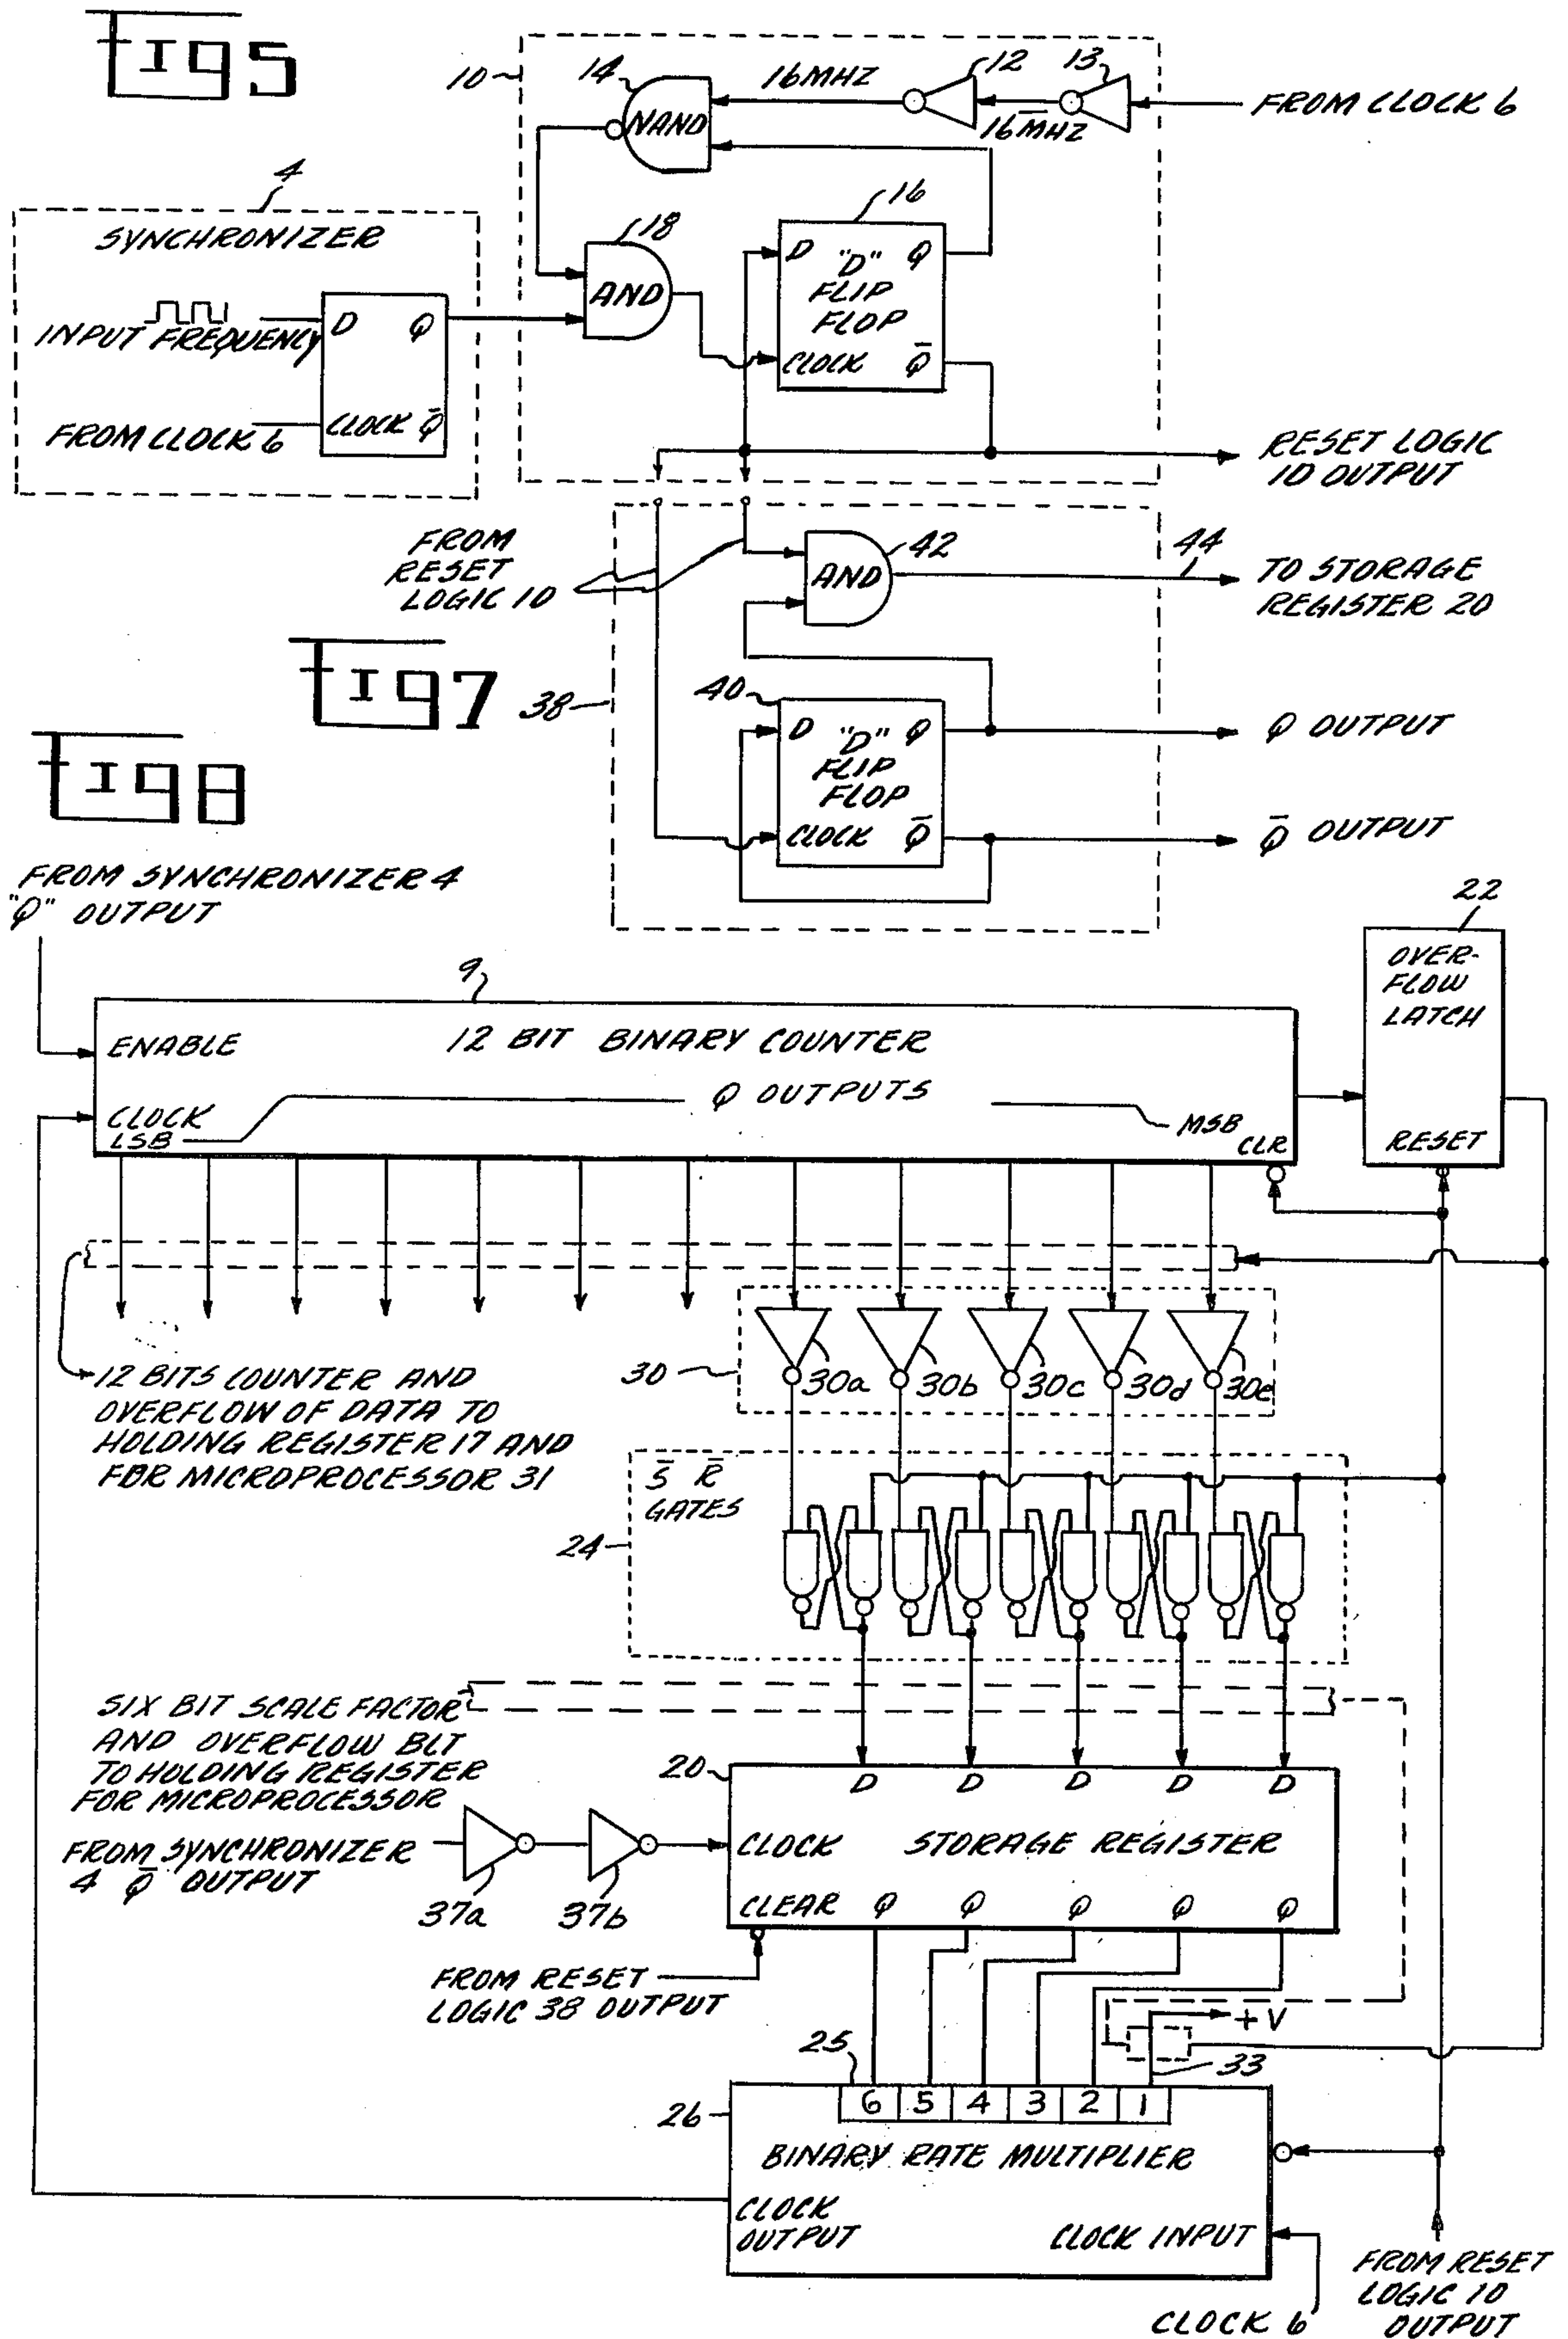 Fig 5
10
14
16MHZ
12
13
NAND
16M̅HZ
FROM CLOCK 6
4
SYNCHRONIZER
18
16
AND
D "D" Q
FLIP
FLOP
CLOCK Q̅
INPUT FREQUENCY
D Q
FROM CLOCK 6
CLOCK Q̅
RESET LOGIC
10 OUTPUT
FROM
RESET
LOGIC 10
42
AND
44
TO STORAGE
REGISTER 20
Fig 7
38
40
D "D" Q
FLIP
FLOP
CLOCK Q̅
Q OUTPUT
Q̅ OUTPUT
Fig 8
FROM SYNCHRONIZER 4
"Q" OUTPUT
22
OVER-
FLOW
LATCH
RESET
9
ENABLE
12 BIT BINARY COUNTER
Q OUTPUTS
CLOCK
LSB
MSB
CLR
30
30a
30b
30c
30d
30e
12 BITS COUNTER AND
OVERFLOW OF DATA TO
HOLDING REGISTER 17 AND
FOR MICROPROCESSOR 31
S̅ R̅
GATES
24
SIX BIT SCALE FACTOR
AND OVERFLOW BLT
TO HOLDING REGISTER
FOR MICROPROCESSOR
20
D D D D D
CLOCK STORAGE REGISTER
CLEAR Q Q Q Q Q
FROM SYNCHRONIZER
4 Q̅ OUTPUT
37a
37b
FROM RESET
LOGIC 38 OUTPUT
+V
25
33
26
6 5 4 3 2 1
BINARY RATE MULTIPLIER
CLOCK
OUTPUT
CLOCK INPUT
CLOCK 6
FROM RESET
LOGIC 10
OUTPUT